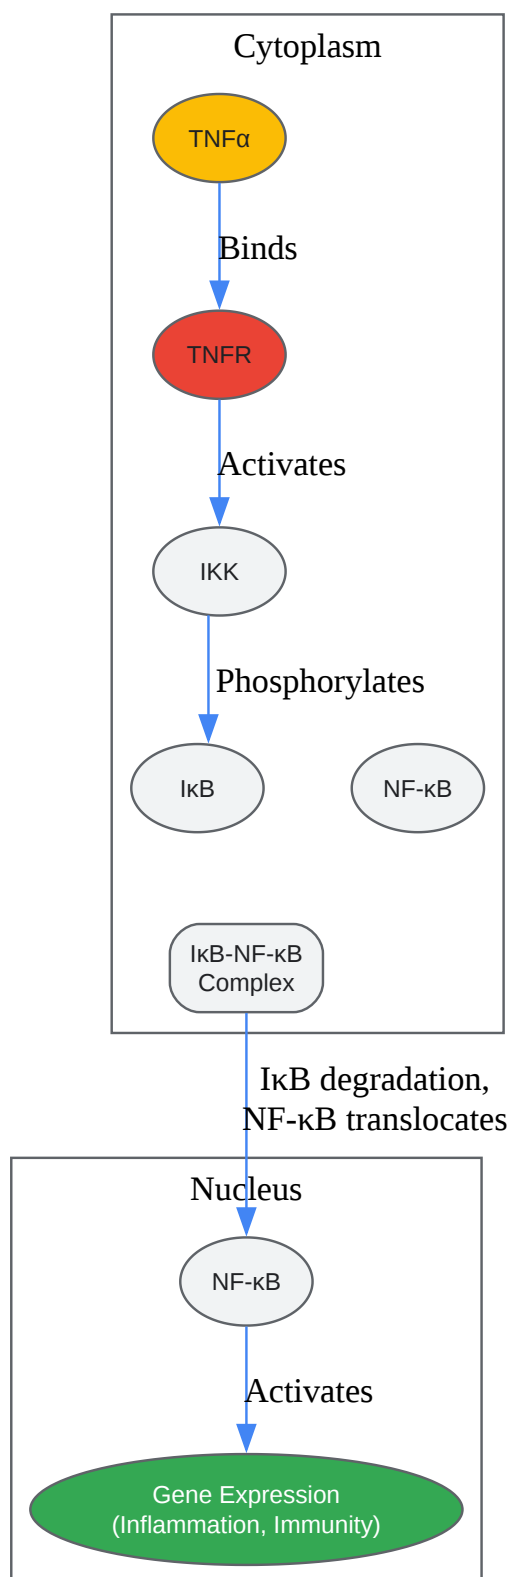 Cytoplasm
TNFα
Binds
TNFR
Activates
IKK
Phosphorylates
IκB
NF-κB
IκB-NF-κB
Complex
IκB degradation,
NF-κB translocates
Nucleus
NF-κB
Activates
Gene Expression
(Inflammation, Immunity)